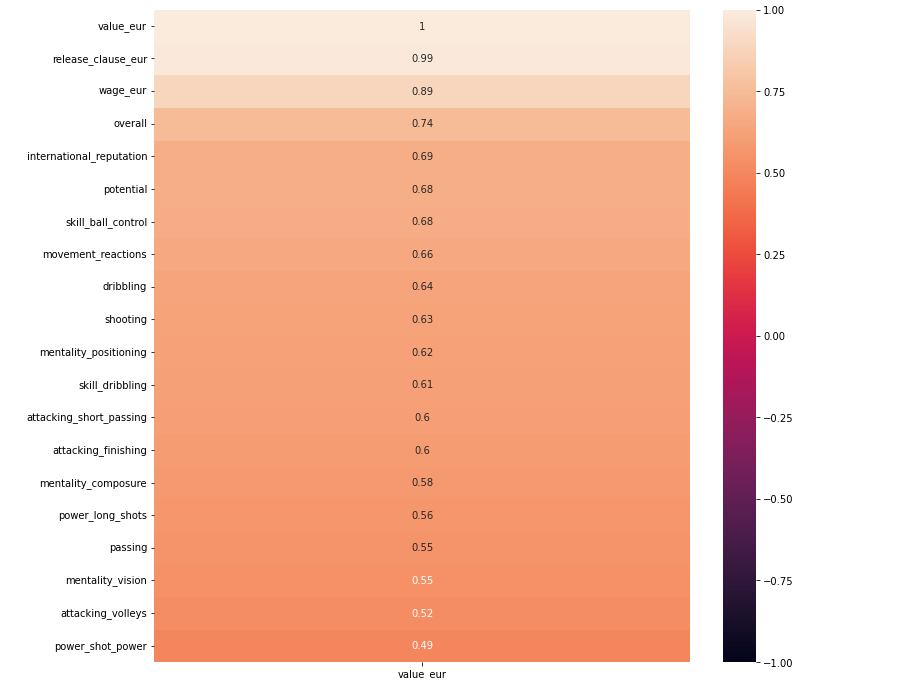 value_eur 1
release_clause_eur 0.99
wage_eur 0.89
overall 0.74
international_reputation 0.69
potential 0.68
skill_ball_control 0.68
movement_reactions 0.66
dribbling 0.64
shooting 0.63
mentality_positioning 0.62
skill_dribbling 0.61
attacking_short_passing 0.6
attacking_finishing 0.6
mentality_composure 0.58
power_long_shots 0.56
passing 0.55
mentality_vision 0.55
attacking_volleys 0.52
power_shot_power 0.49
value_eur
1.00
0.75
0.50
0.25
0.00
−0.25
−0.50
−0.75
−1.00